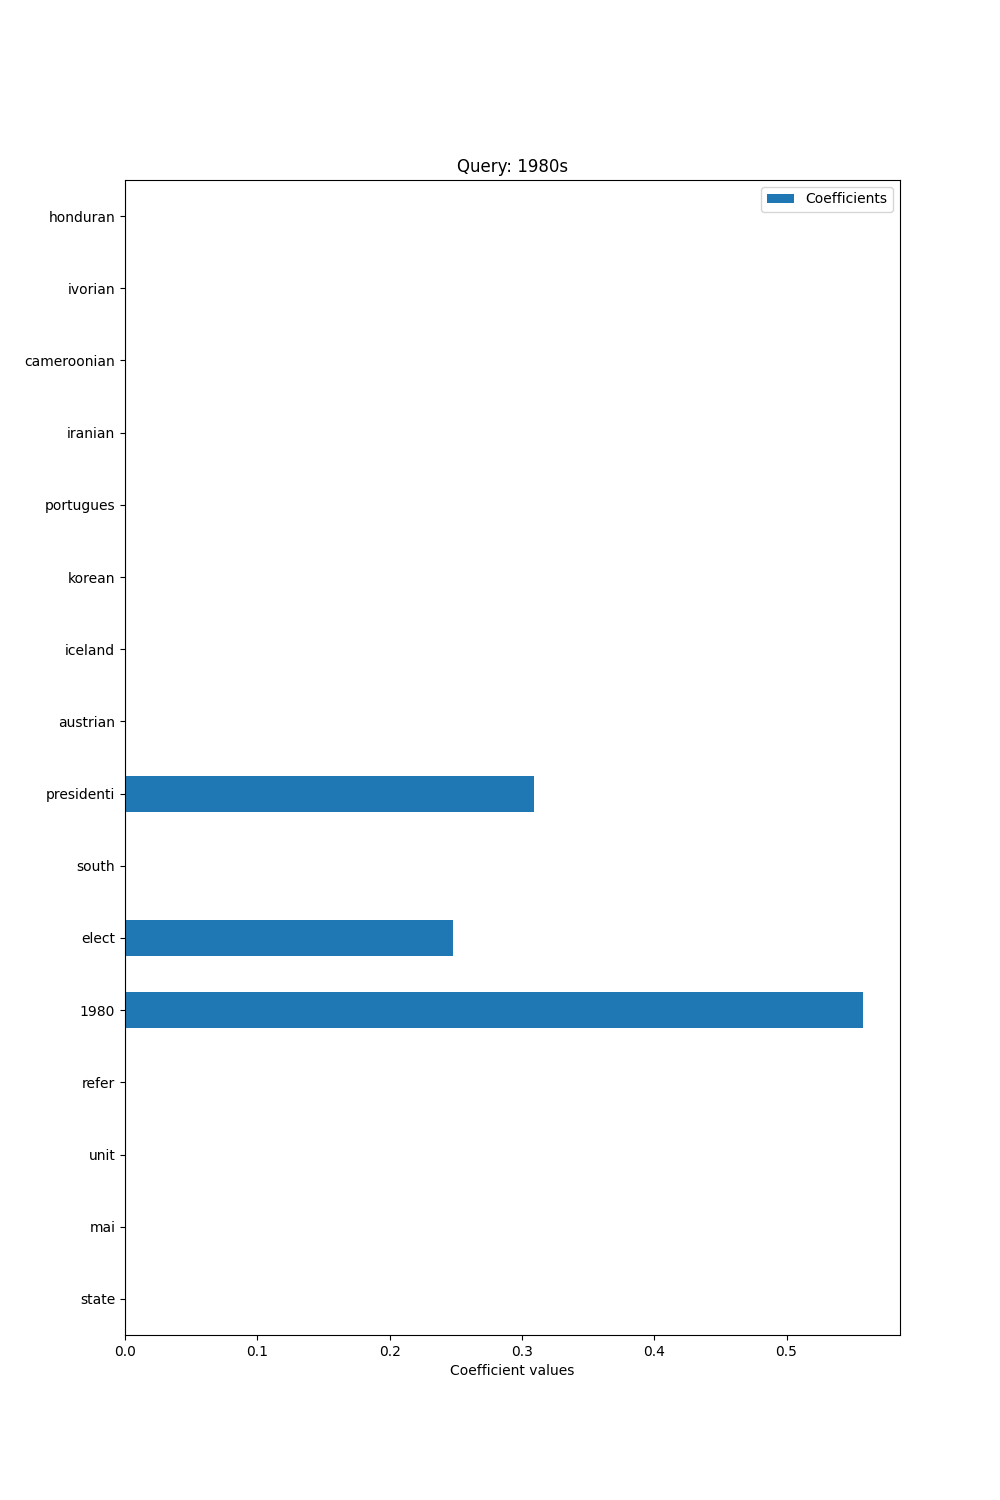 Query: 1980s
Coefficients
honduran
ivorian
cameroonian
iranian
portugues
korean
iceland
austrian
presidenti
south
elect
1980
refer
unit
mai
state
0.0 0.1 0.2 0.3 0.4 0.5
Coefficient values